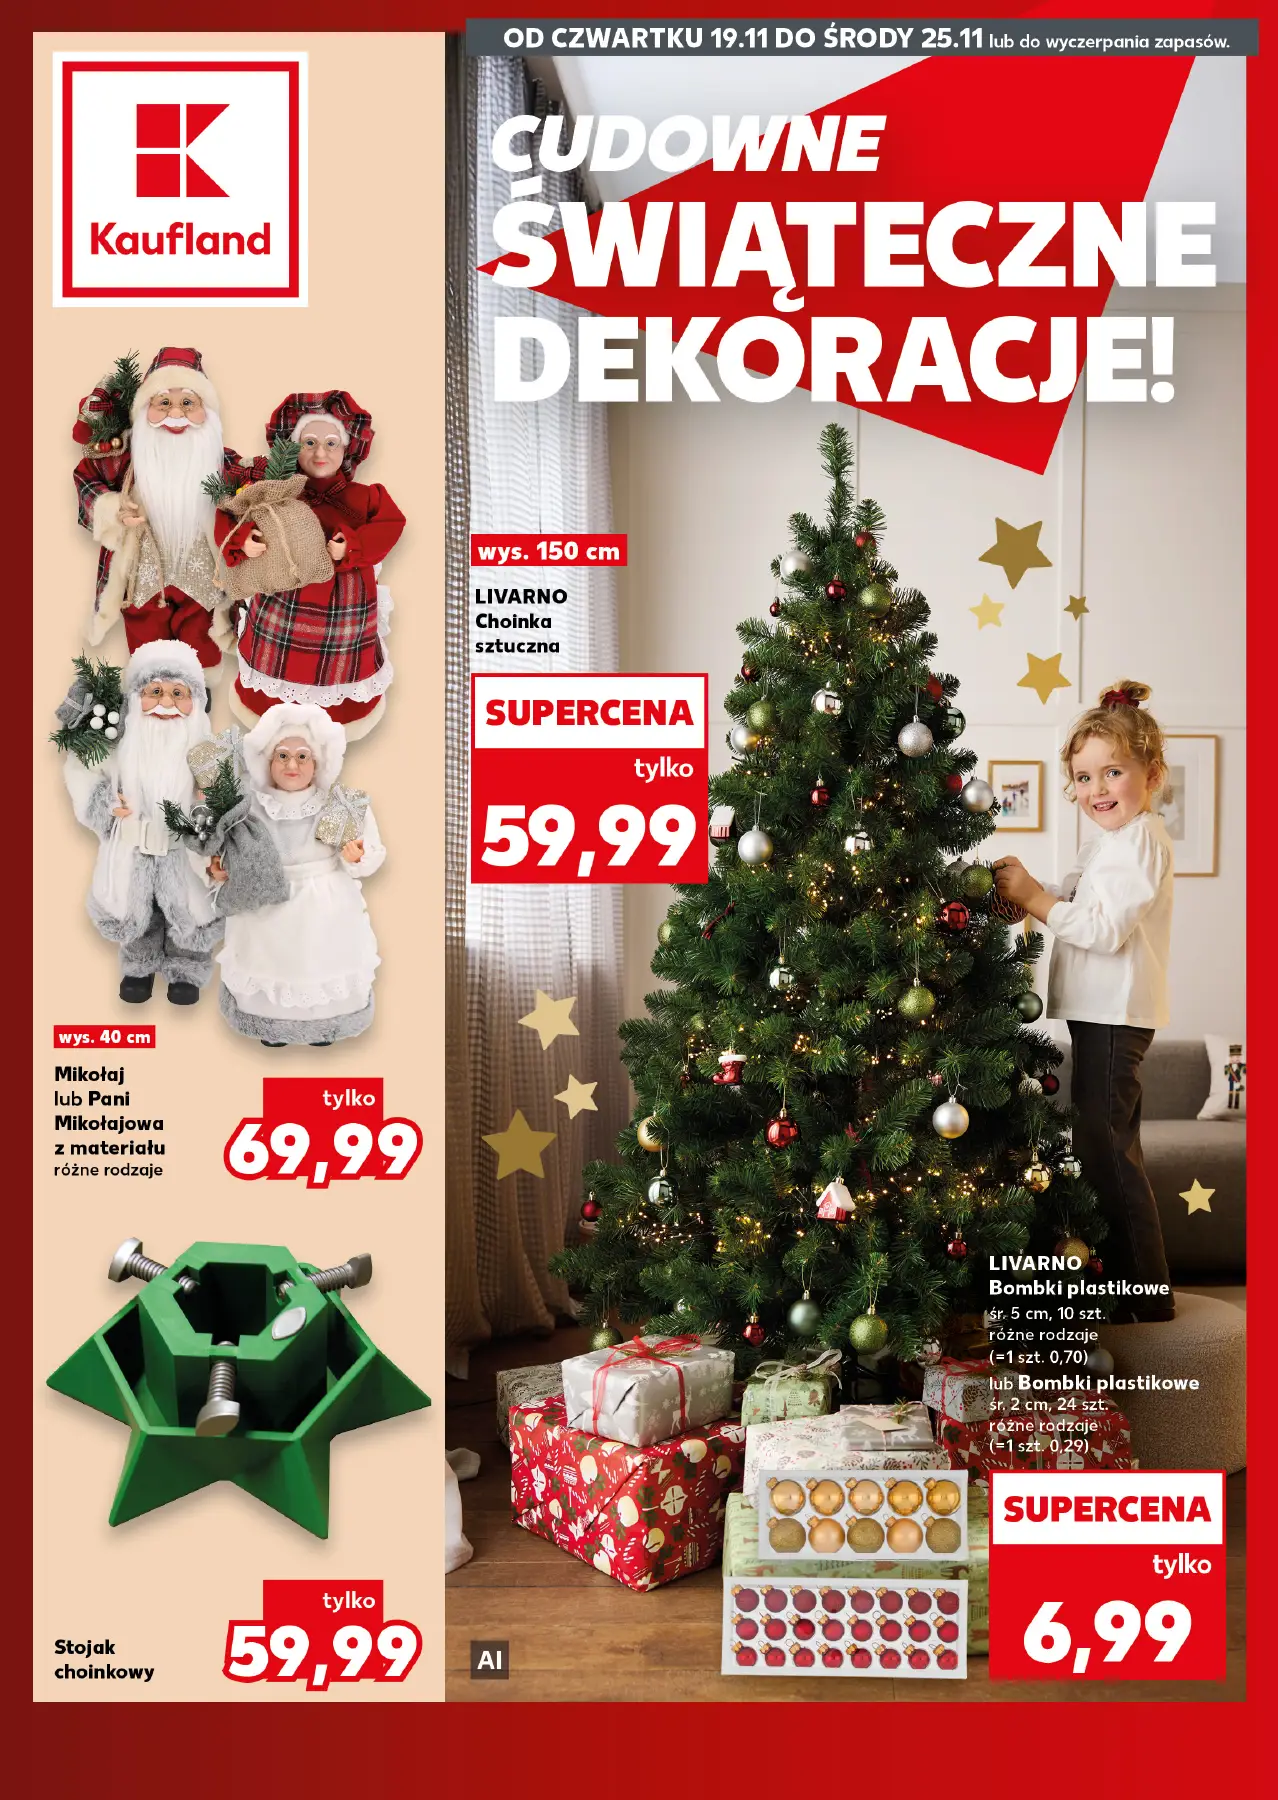 OD CZWARTKU 19.11 DO ŚRODY 25.11 lub do wyczerpania zapasów.
Kaufland
CUDOWNE
ŚWIĄTECZNE
DEKORACJE!
wys. 150 cm
LIVARNO
Choinka
sztuczna
SUPERCENA
tylko
59,99
wys. 40 cm
Mikołaj
lub Pani
Mikołajowa
z materiału
różne rodzaje
tylko
69,99
Stojak
choinkowy
tylko
59,99
LIVARNO
Bombki plastikowe
śr. 5 cm, 10 szt.
różne rodzaje
(=1 szt. 0,70)
lub Bombki plastikowe
śr. 2 cm, 24 szt.
różne rodzaje
(=1 szt. 0,29)
SUPERCENA
tylko
6,99
AI